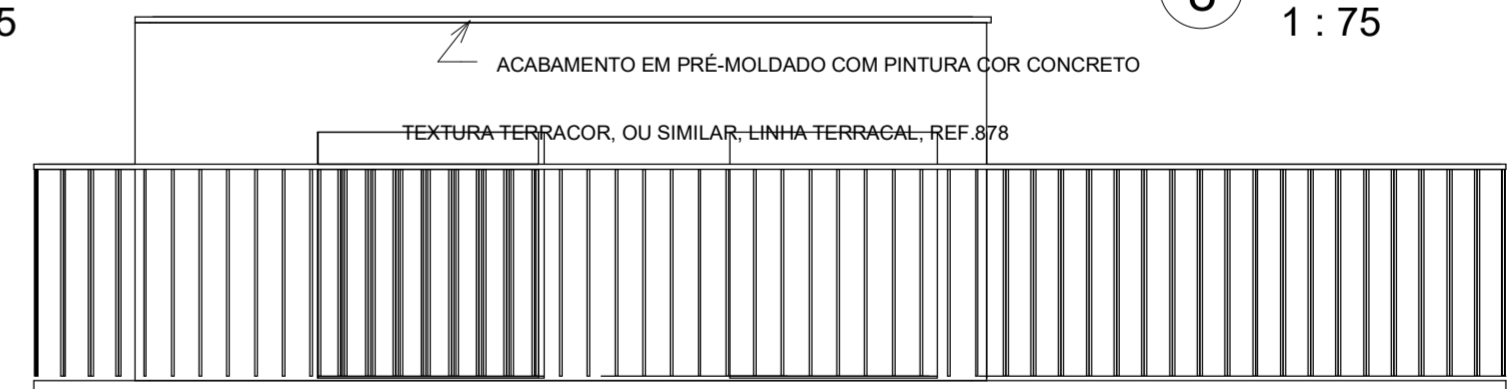 5
1 : 75
ACABAMENTO EM PRÉ-MOLDADO COM PINTURA COR CONCRETO
TEXTURA TERRACOR, OU SIMILAR, LINHA TERRACAL, REF.878